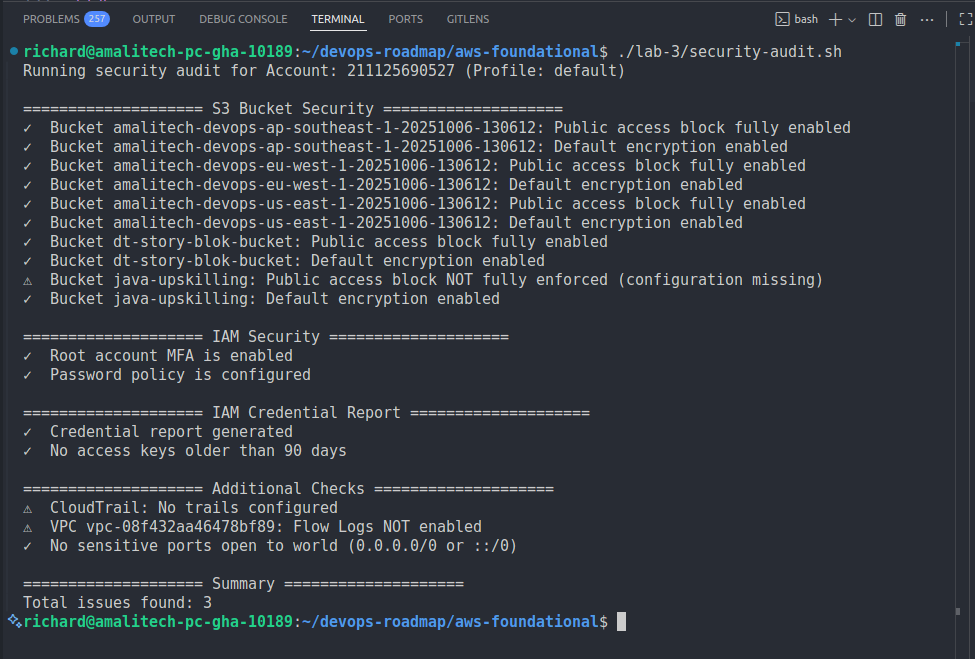 PROBLEMS 257 OUTPUT DEBUG CONSOLE TERMINAL PORTS GITLENS bash
richard@amalitech-pc-gha-10189:~/devops-roadmap/aws-foundational$ ./lab-3/security-audit.sh
Running security audit for Account: 211125690527 (Profile: default)
==================== S3 Bucket Security ====================
✓ Bucket amalitech-devops-ap-southeast-1-20251006-130612: Public access block fully enabled
✓ Bucket amalitech-devops-ap-southeast-1-20251006-130612: Default encryption enabled
✓ Bucket amalitech-devops-eu-west-1-20251006-130612: Public access block fully enabled
✓ Bucket amalitech-devops-eu-west-1-20251006-130612: Default encryption enabled
✓ Bucket amalitech-devops-us-east-1-20251006-130612: Public access block fully enabled
✓ Bucket amalitech-devops-us-east-1-20251006-130612: Default encryption enabled
✓ Bucket dt-story-blok-bucket: Public access block fully enabled
✓ Bucket dt-story-blok-bucket: Default encryption enabled
⚠ Bucket java-upskilling: Public access block NOT fully enforced (configuration missing)
✓ Bucket java-upskilling: Default encryption enabled
==================== IAM Security ====================
✓ Root account MFA is enabled
✓ Password policy is configured
==================== IAM Credential Report ====================
✓ Credential report generated
✓ No access keys older than 90 days
==================== Additional Checks ====================
⚠ CloudTrail: No trails configured
⚠ VPC vpc-08f432aa46478bf89: Flow Logs NOT enabled
✓ No sensitive ports open to world (0.0.0.0/0 or ::/0)
==================== Summary ====================
Total issues found: 3
richard@amalitech-pc-gha-10189:~/devops-roadmap/aws-foundational$